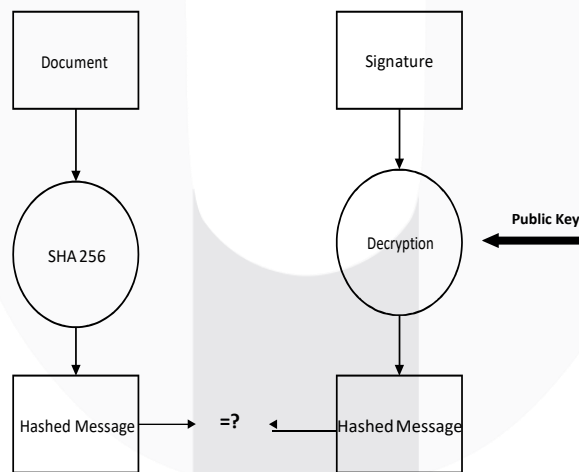 Document
Signature
Public Key
SHA 256
Decryption
Hashed Message
=?
Hashed Message